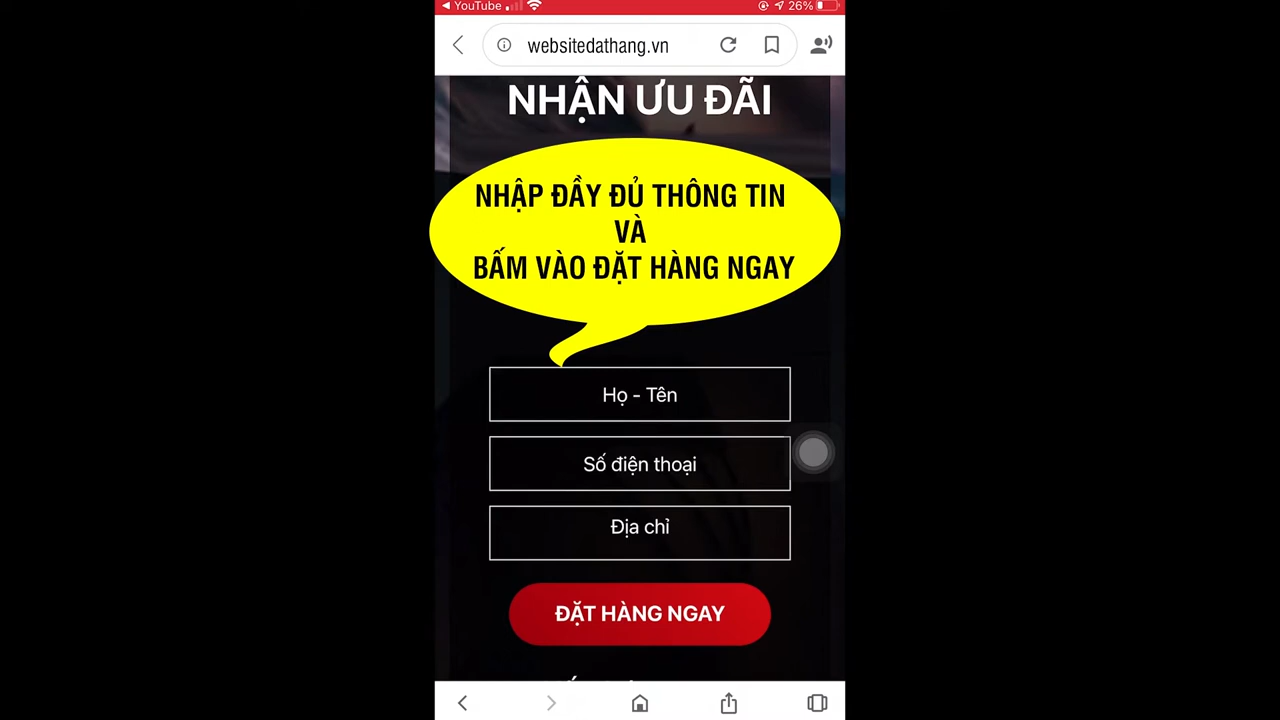 YouTube
26%
websitedathang.vn
NHẬN ƯU ĐÃI
NHẬP ĐẦY ĐỦ THÔNG TIN
VÀ
BẤM VÀO ĐẶT HÀNG NGAY
Họ - Tên
Số điện thoại
Địa chỉ
ĐẶT HÀNG NGAY